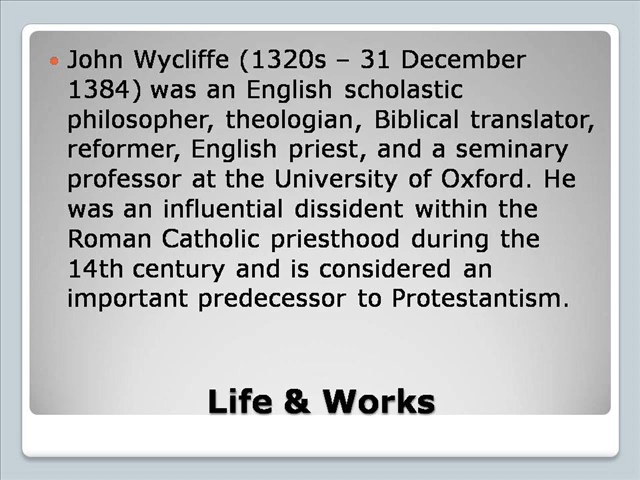 John Wycliffe (1320s – 31 December
1384) was an English scholastic
philosopher, theologian, Biblical translator,
reformer, English priest, and a seminary
professor at the University of Oxford. He
was an influential dissident within the
Roman Catholic priesthood during the
14th century and is considered an
important predecessor to Protestantism.
Life & Works